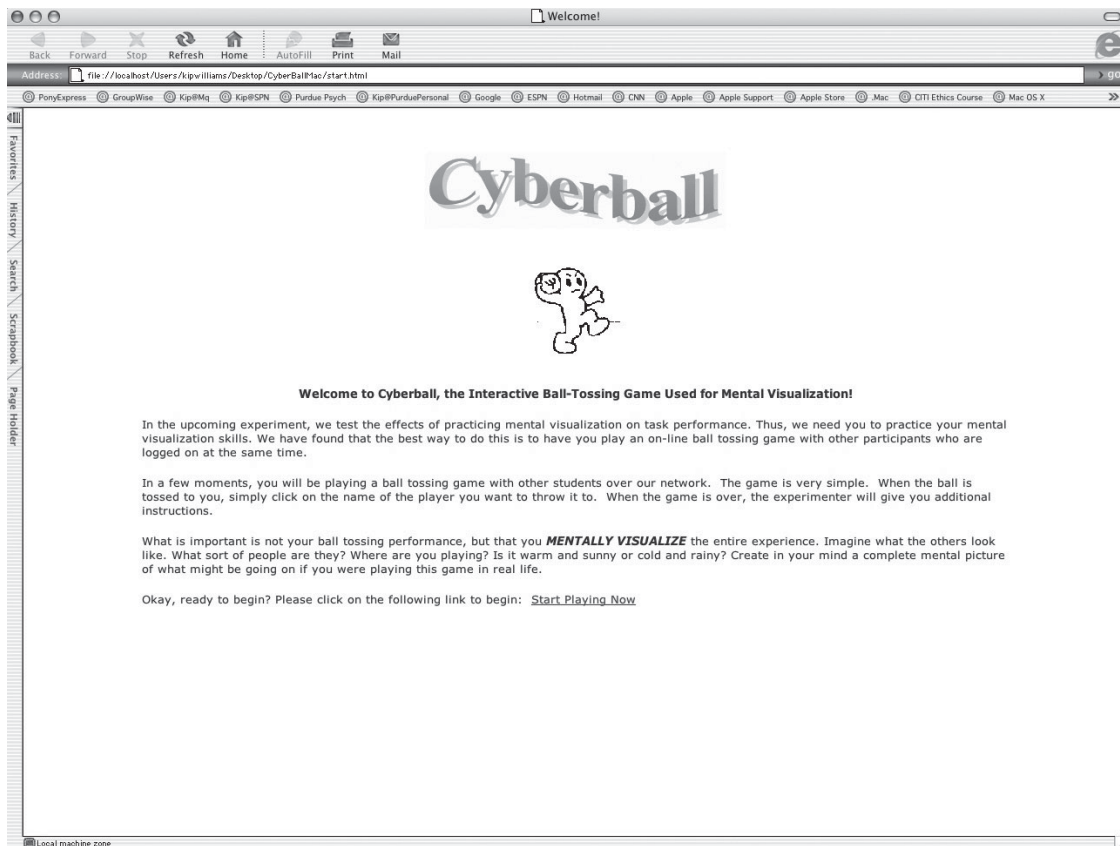 Welcome!
Back Forward Stop Refresh Home AutoFill Print Mail
Address: file://localhost/Users/kipwilliams/Desktop/CyberBallMac/start.html go
PonyExpress GroupWise Kip@Mq Kip@SPN Purdue Psych Kip@PurduePersonal Google ESPN Hotmail CNN Apple Apple Support Apple Store .Mac CITI Ethics Course Mac OS X
Favorites
History
Search
Scrapbook
Page Holder
Cyberball
Welcome to Cyberball, the Interactive Ball-Tossing Game Used for Mental Visualization!
In the upcoming experiment, we test the effects of practicing mental visualization on task performance. Thus, we need you to practice your mental
visualization skills. We have found that the best way to do this is to have you play an on-line ball tossing game with other participants who are
logged on at the same time.
In a few moments, you will be playing a ball tossing game with other students over our network. The game is very simple. When the ball is
tossed to you, simply click on the name of the player you want to throw it to. When the game is over, the experimenter will give you additional
instructions.
What is important is not your ball tossing performance, but that you MENTALLY VISUALIZE the entire experience. Imagine what the others look
like. What sort of people are they? Where are you playing? Is it warm and sunny or cold and rainy? Create in your mind a complete mental picture
of what might be going on if you were playing this game in real life.
Okay, ready to begin? Please click on the following link to begin: Start Playing Now
Local machine zone